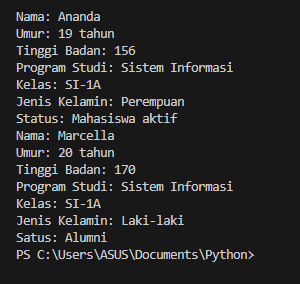 Nama: Ananda
Umur: 19 tahun
Tinggi Badan: 156
Program Studi: Sistem Informasi
Kelas: SI-1A
Jenis Kelamin: Perempuan
Status: Mahasiswa aktif
Nama: Marcella
Umur: 20 tahun
Tinggi Badan: 170
Program Studi: Sistem Informasi
Kelas: SI-1A
Jenis Kelamin: Laki-laki
Satus: Alumni
PS C:\Users\ASUS\Documents\Python>